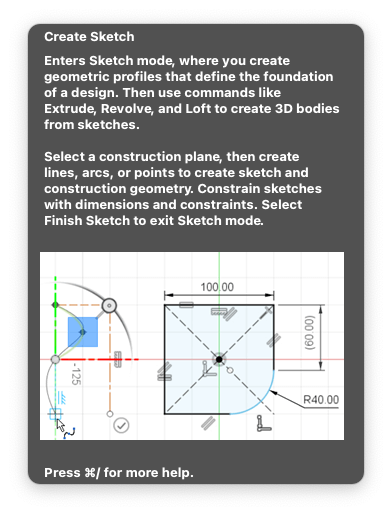 Create Sketch
Enters Sketch mode, where you create
geometric profiles that define the foundation
of a design. Then use commands like
Extrude, Revolve, and Loft to create 3D bodies
from sketches.
Select a construction plane, then create
lines, arcs, or points to create sketch and
construction geometry. Constrain sketches
with dimensions and constraints. Select
Finish Sketch to exit Sketch mode.
100.00
(60.00)
-125
R40.00
Press ⌘/ for more help.